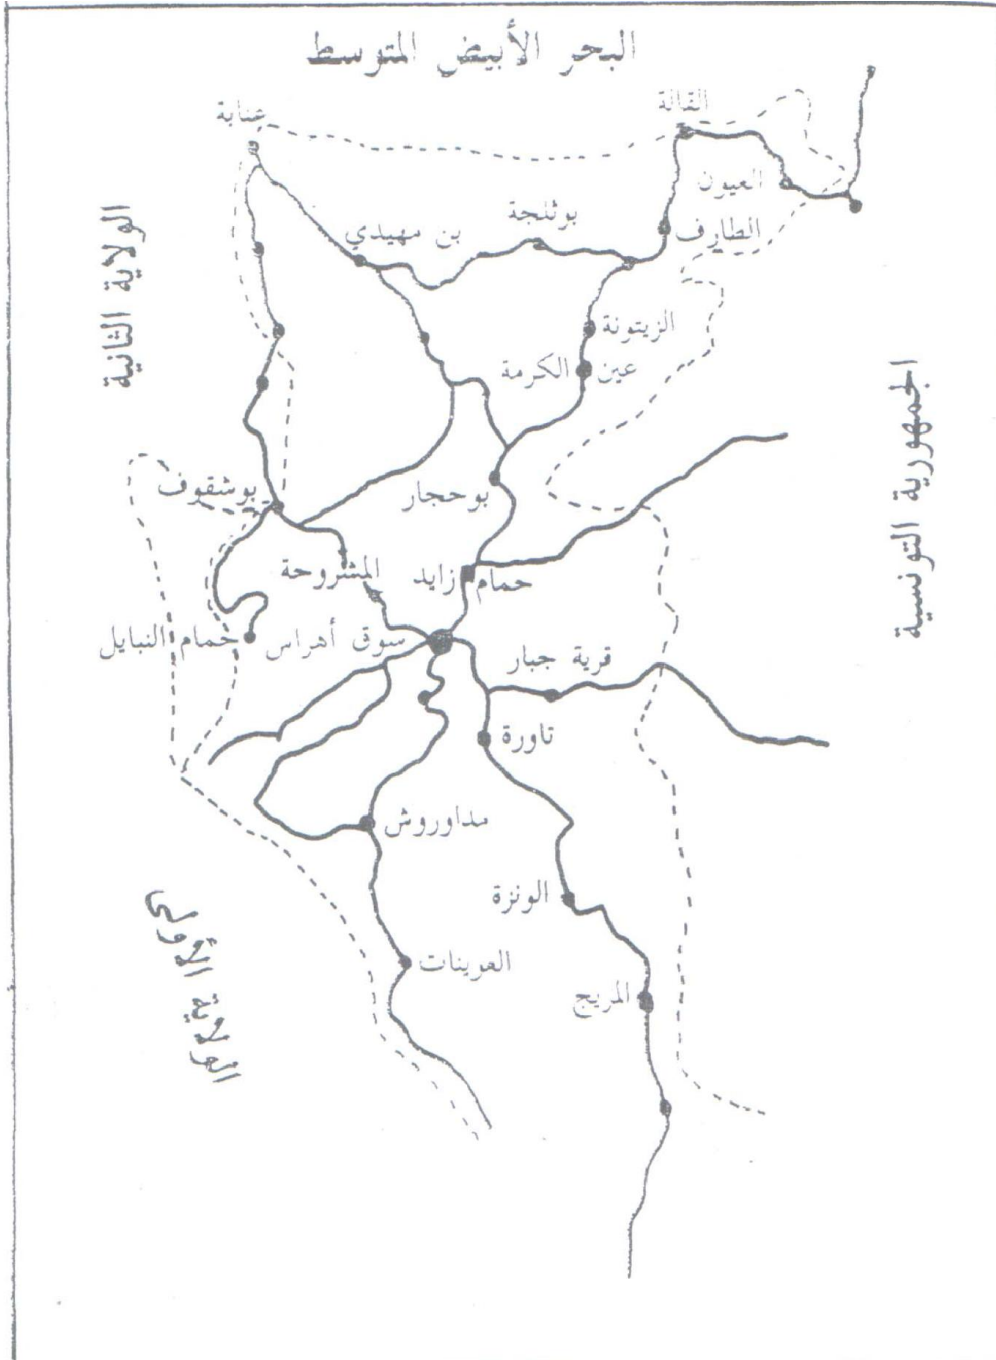 البحر الأبيض المتوسط
القالة
عنابة
العيون
الطارف
بوثلجة
بن مهيدي
الولاية الثانية
الزيتونة
عين الكرمة
الجمهورية التونسية
بوحجار
بوشقوف
حمام زايد
المشروحة
سوق أهراس
حمام النبايل
قرية جبار
تاورة
مداوروش
الونزة
الولاية الأولى
العوينات
المريج